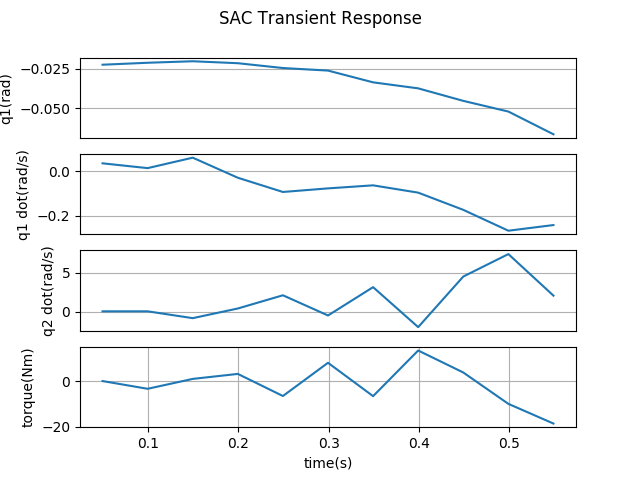 SAC Transient Response
−0.025
−0.050
q1(rad)
0.0
−0.2
q1 dot(rad/s)
5
0
q2 dot(rad/s)
0
−20
torque(Nm)
0.1 0.2 0.3 0.4 0.5
time(s)